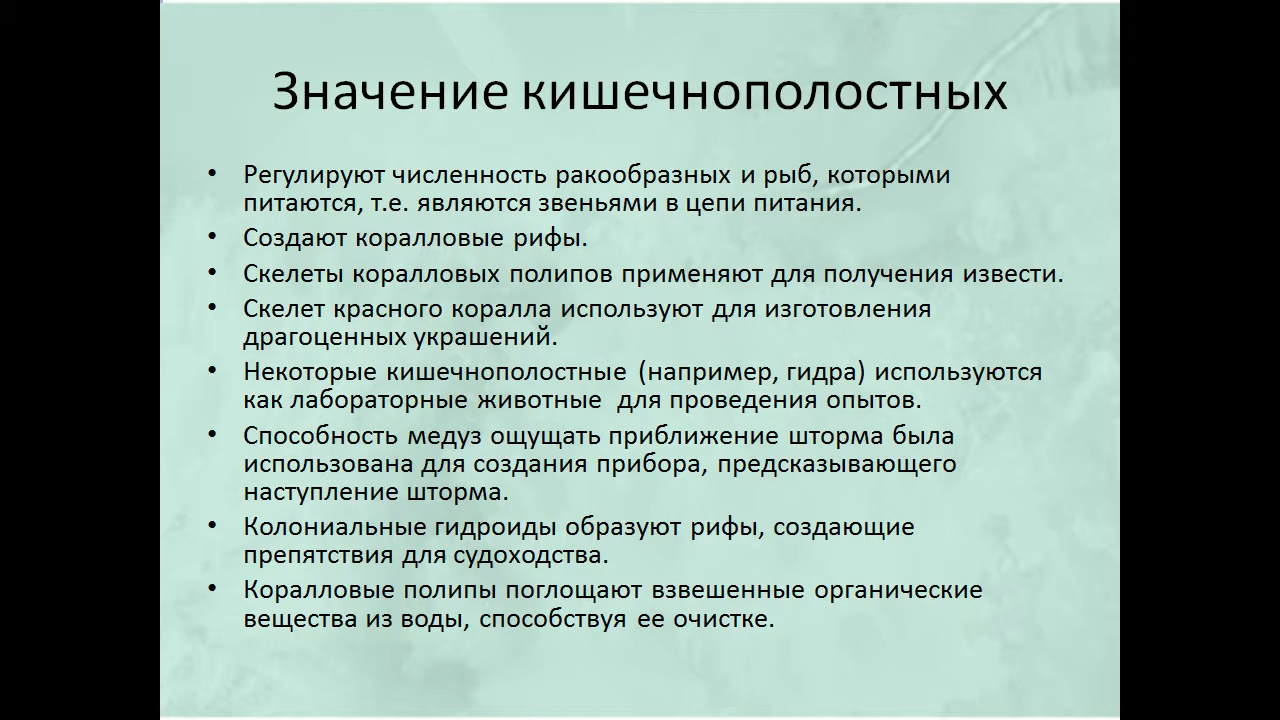 Значение кишечнополостных
• Регулируют численность ракообразных и рыб, которыми
питаются, т.е. являются звеньями в цепи питания.
• Создают коралловые рифы.
• Скелеты коралловых полипов применяют для получения извести.
• Скелет красного коралла используют для изготовления
драгоценных украшений.
• Некоторые кишечнополостные (например, гидра) используются
как лабораторные животные для проведения опытов.
• Способность медуз ощущать приближение шторма была
использована для создания прибора, предсказывающего
наступление шторма.
• Колониальные гидроиды образуют рифы, создающие
препятствия для судоходства.
• Коралловые полипы поглощают взвешенные органические
вещества из воды, способствуя ее очистке.